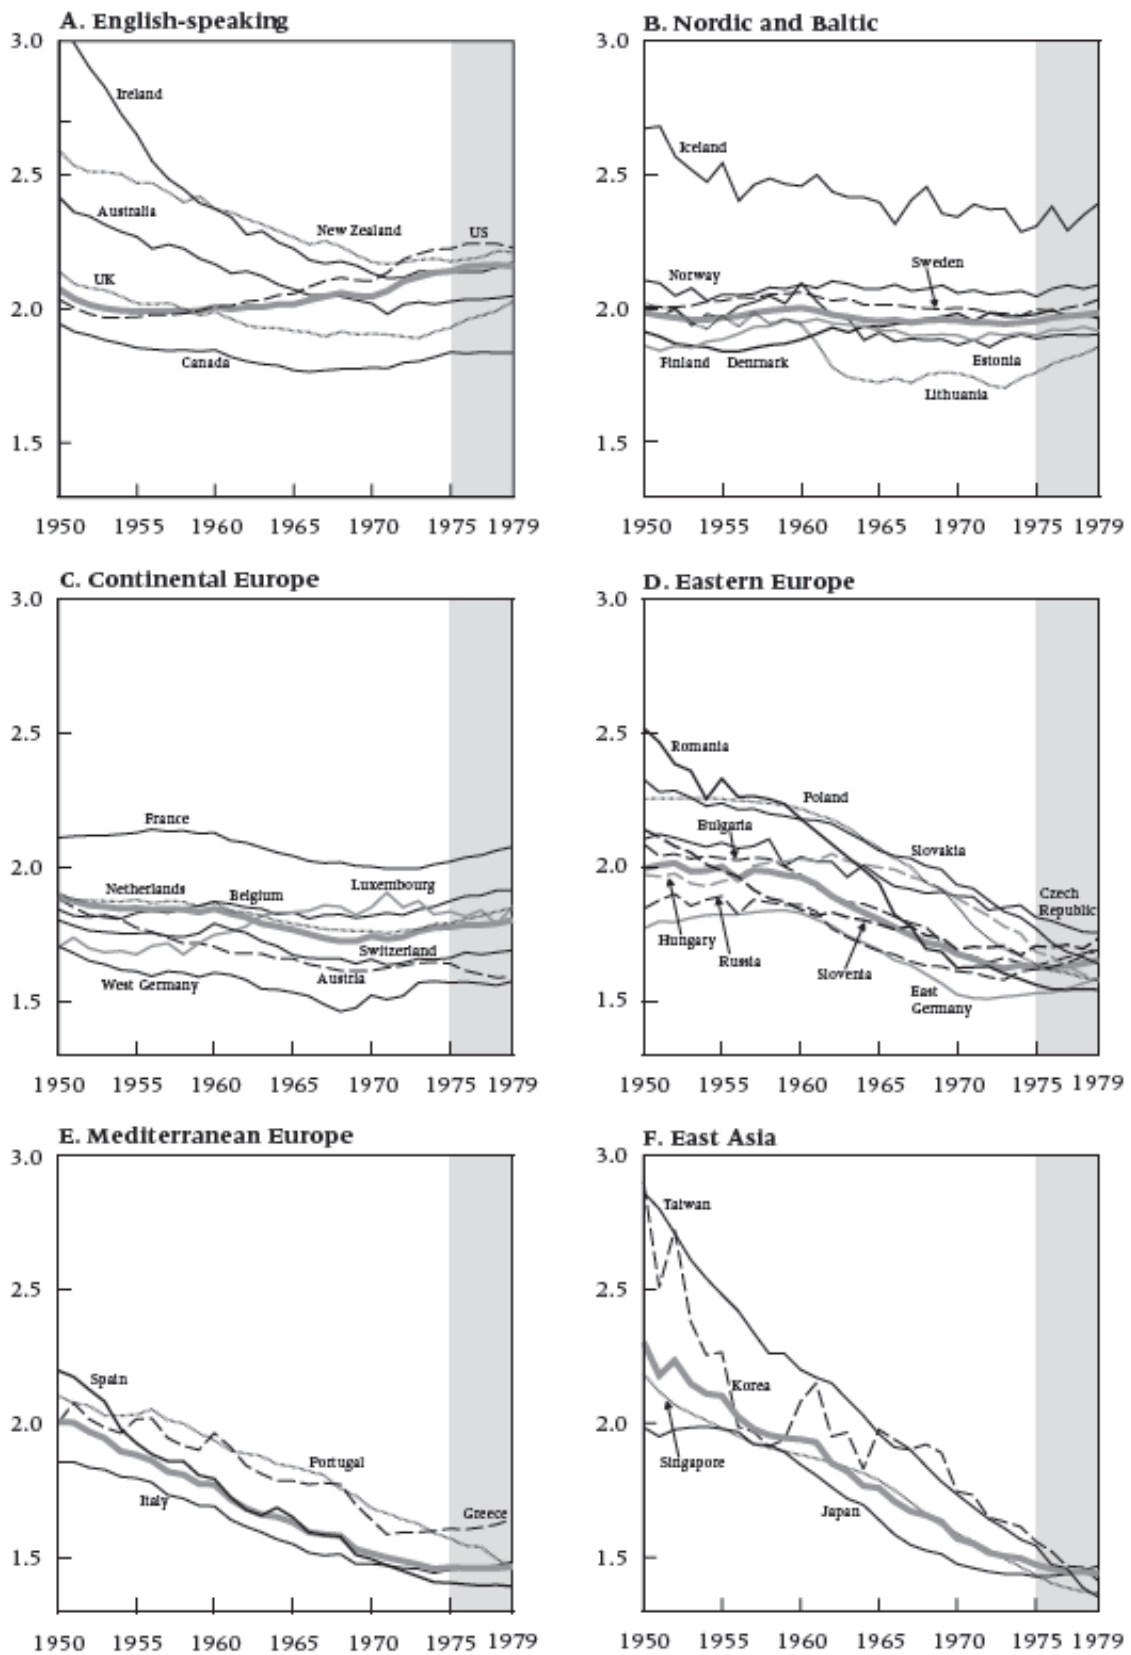 A. English-speaking
3.0
2.5
2.0
1.5
Ireland
Australia
New Zealand
US
UK
Canada
1950 1955 1960 1965 1970 1975 1979
B. Nordic and Baltic
3.0
2.5
2.0
1.5
Iceland
Norway
Sweden
Finland
Denmark
Estonia
Lithuania
1950 1955 1960 1965 1970 1975 1979
C. Continental Europe
3.0
2.5
2.0
1.5
France
Netherlands
Belgium
Luxembourg
Switzerland
West Germany
Austria
1950 1955 1960 1965 1970 1975 1979
D. Eastern Europe
3.0
2.5
2.0
1.5
Romania
Poland
Bulgaria
Slovakia
Czech
Republic
Hungary
Russia
Slovenia
East
Germany
1950 1955 1960 1965 1970 1975 1979
E. Mediterranean Europe
3.0
2.5
2.0
1.5
Spain
Portugal
Italy
Greece
1950 1955 1960 1965 1970 1975 1979
F. East Asia
3.0
2.5
2.0
1.5
Taiwan
Korea
Singapore
Japan
1950 1955 1960 1965 1970 1975 1979